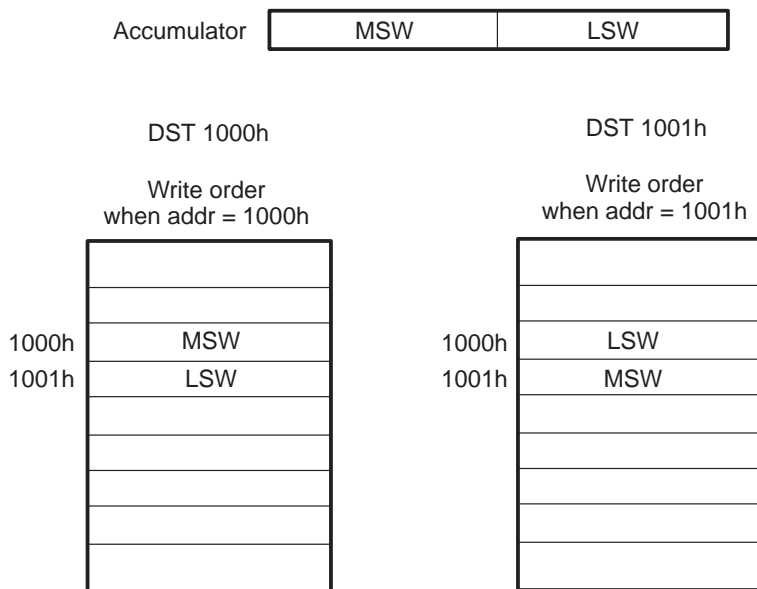 Accumulator MSW LSW
DST 1000h
Write order
when addr = 1000h
1000h MSW
1001h LSW
DST 1001h
Write order
when addr = 1001h
1000h LSW
1001h MSW